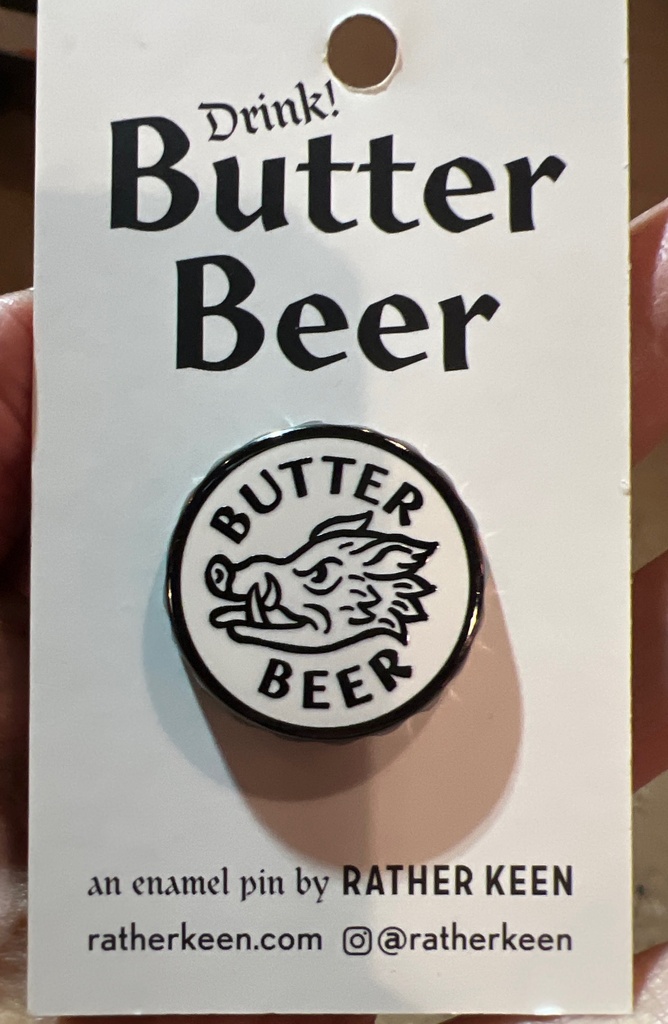 Drink!
Butter
Beer
BUTTER
BEER
an enamel pin by RATHER KEEN
ratherkeen.com @ratherkeen